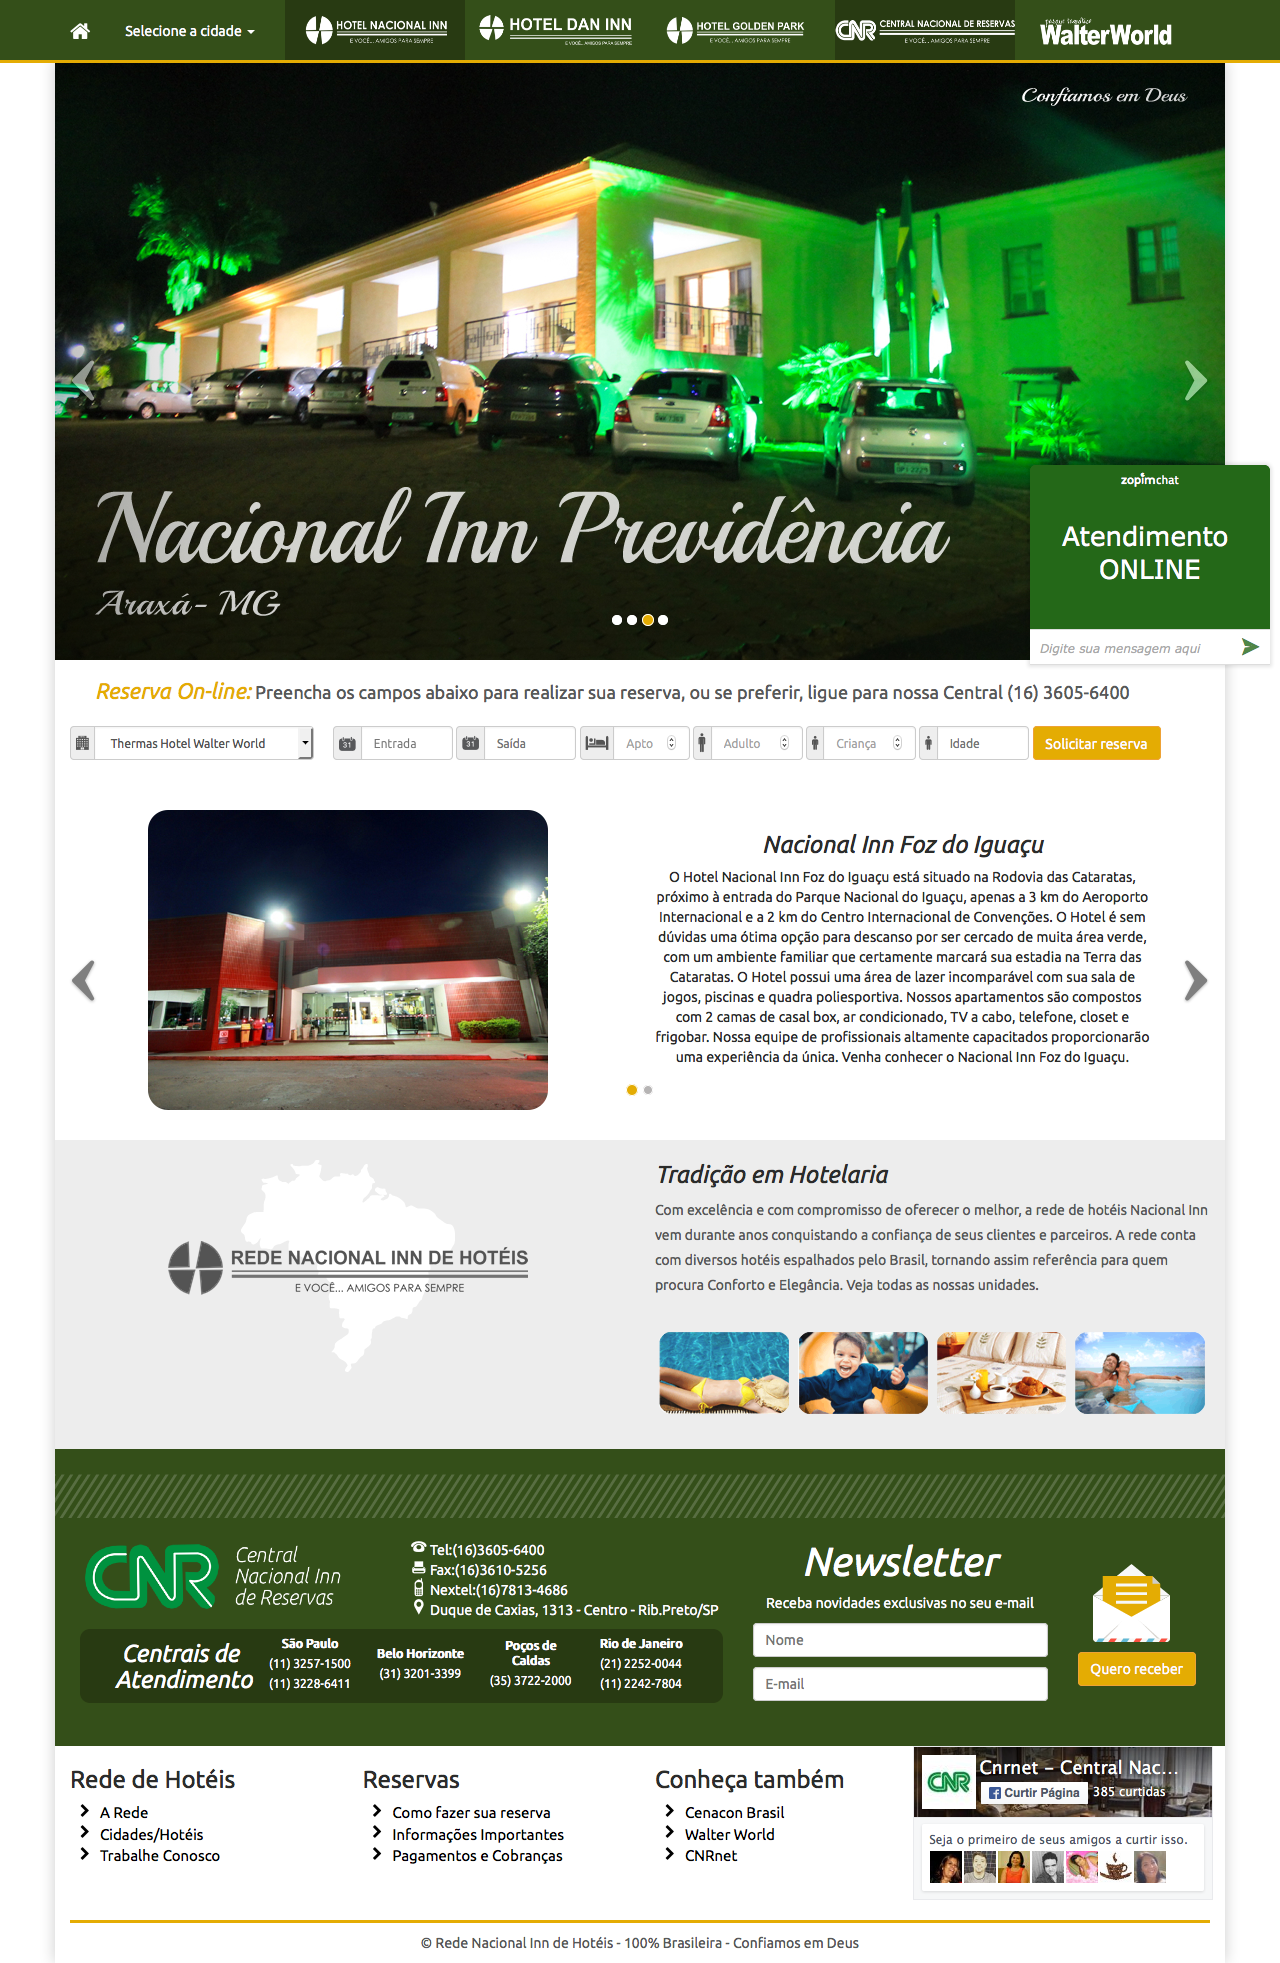 Selecione a cidade
HOTEL NACIONAL INN
E VOCÊ... AMIGOS PARA SEMPRE
HOTEL DAN INN
E VOCÊ... AMIGOS PARA SEMPRE
HOTEL GOLDEN PARK
E VOCÊ... AMIGOS PARA SEMPRE
CNR CENTRAL NACIONAL DE RESERVAS
E VOCÊ... AMIGOS PARA SEMPRE
parque temático
WalterWorld
Confiamos em Deus
Nacional Inn Previdência
Araxá- MG
zopimchat
Atendimento
ONLINE
Digite sua mensagem aqui
Reserva On-line: Preencha os campos abaixo para realizar sua reserva, ou se preferir, ligue para nossa Central (16) 3605-6400
Thermas Hotel Walter World
31 Entrada
31 Saída
Apto
Adulto
Criança
Idade
Solicitar reserva
Nacional Inn Foz do Iguaçu
O Hotel Nacional Inn Foz do Iguaçu está situado na Rodovia das Cataratas,
próximo à entrada do Parque Nacional do Iguaçu, apenas a 3 km do Aeroporto
Internacional e a 2 km do Centro Internacional de Convenções. O Hotel é sem
dúvidas uma ótima opção para descanso por ser cercado de muita área verde,
com um ambiente familiar que certamente marcará sua estadia na Terra das
Cataratas. O Hotel possui uma área de lazer incomparável com sua sala de
jogos, piscinas e quadra poliesportiva. Nossos apartamentos são compostos
com 2 camas de casal box, ar condicionado, TV a cabo, telefone, closet e
frigobar. Nossa equipe de profissionais altamente capacitados proporcionarão
uma experiência da única. Venha conhecer o Nacional Inn Foz do Iguaçu.
REDE NACIONAL INN DE HOTÉIS
E VOCÊ... AMIGOS PARA SEMPRE
Tradição em Hotelaria
Com excelência e com compromisso de oferecer o melhor, a rede de hotéis Nacional Inn
vem durante anos conquistando a confiança de seus clientes e parceiros. A rede conta
com diversos hotéis espalhados pelo Brasil, tornando assim referência para quem
procura Conforto e Elegância. Veja todas as nossas unidades.
CNR
Central
Nacional Inn
de Reservas
Tel:(16)3605-6400
Fax:(16)3610-5256
Nextel:(16)7813-4686
Duque de Caxias, 1313 - Centro - Rib.Preto/SP
Centrais de
Atendimento
São Paulo
(11) 3257-1500
(11) 3228-6411
Belo Horizonte
(31) 3201-3399
Poços de
Caldas
(35) 3722-2000
Rio de Janeiro
(21) 2252-0044
(11) 2242-7804
Newsletter
Receba novidades exclusivas no seu e-mail
Nome
E-mail
Quero receber
Rede de Hotéis
A Rede
Cidades/Hotéis
Trabalhe Conosco
Reservas
Como fazer sua reserva
Informações Importantes
Pagamentos e Cobranças
Conheça também
Cenacon Brasil
Walter World
CNRnet
CNR
Cnrnet – Central Nac...
Curtir Página
385 curtidas
Seja o primeiro de seus amigos a curtir isso.
© Rede Nacional Inn de Hotéis - 100% Brasileira - Confiamos em Deus